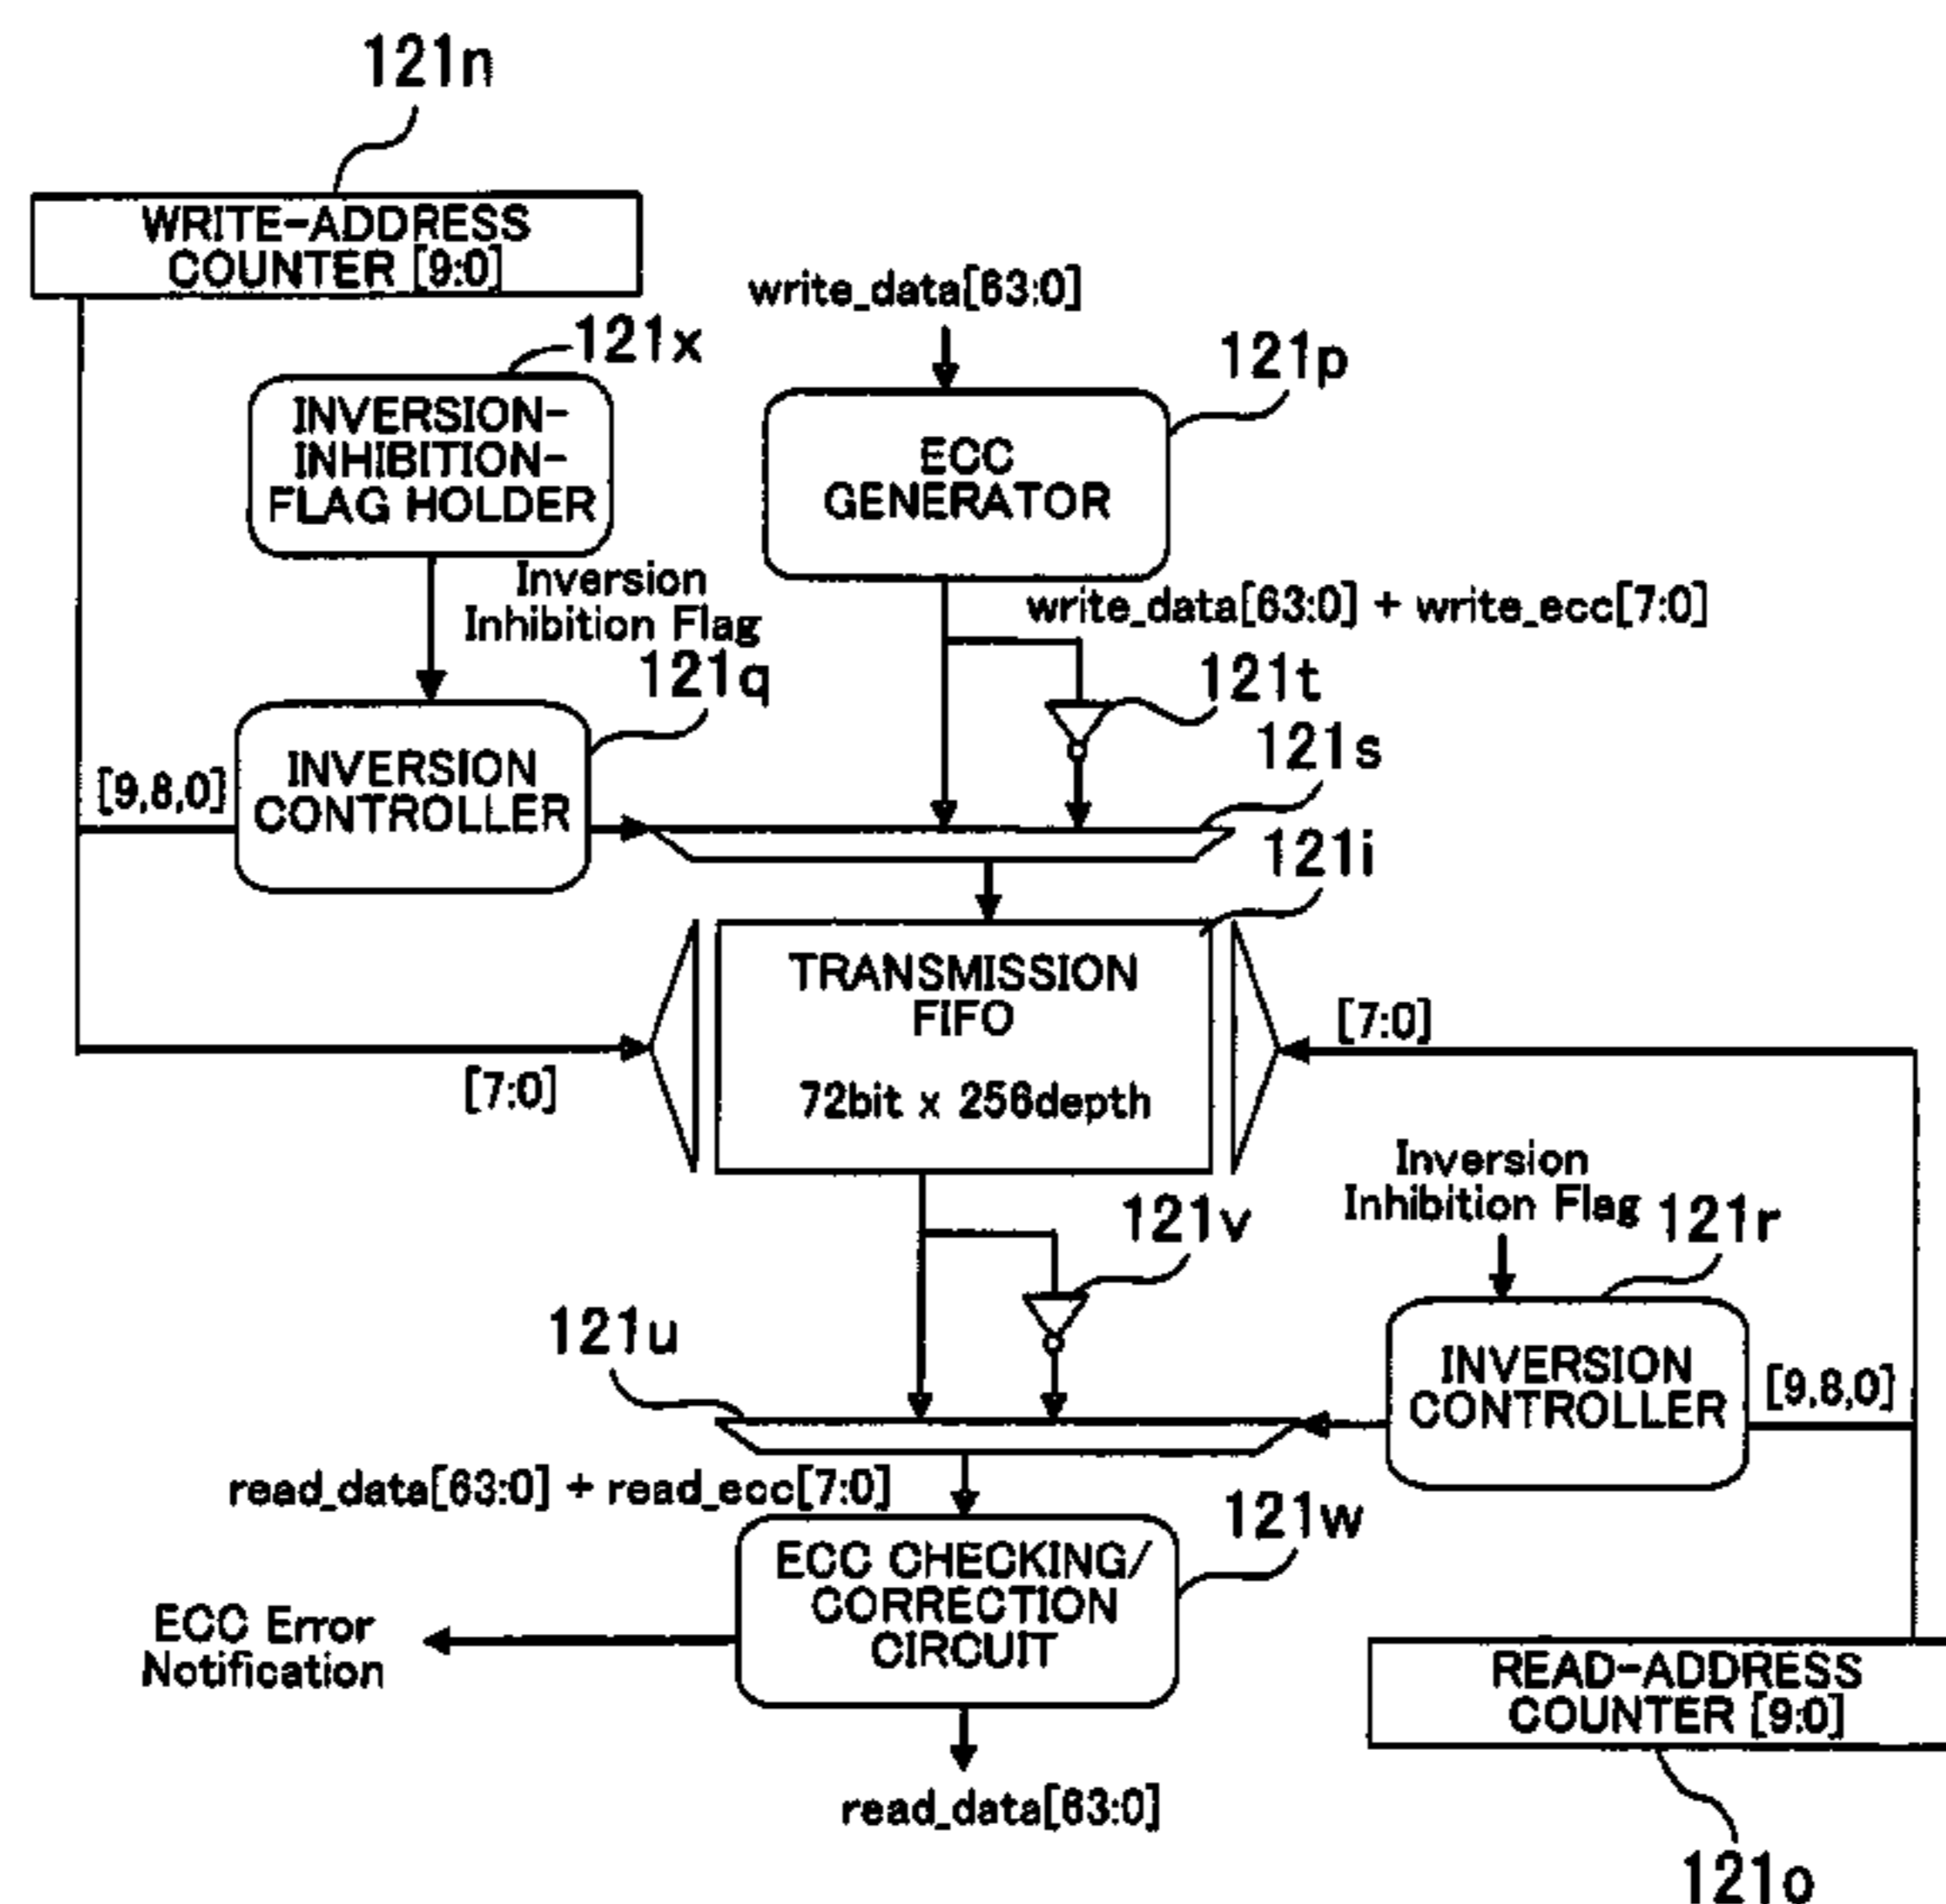 121n
WRITE-ADDRESS
COUNTER [9:0]
write_data[63:0]
121x
121p
INVERSION-
INHIBITION-
FLAG HOLDER
ECC
GENERATOR
Inversion
Inhibition Flag
write_data[63:0] + write_ecc[7:0]
121q
121t
121s
[9,8,0]
INVERSION
CONTROLLER
121i
TRANSMISSION
FIFO
72bit x 256depth
[7:0]
[7:0]
Inversion
Inhibition Flag
121v
121r
121u
INVERSION
CONTROLLER
[9,8,0]
read_data[63:0] + read_ecc[7:0]
121w
ECC CHECKING/
CORRECTION
CIRCUIT
ECC Error
Notification
READ-ADDRESS
COUNTER [9:0]
read_data[63:0]
121o